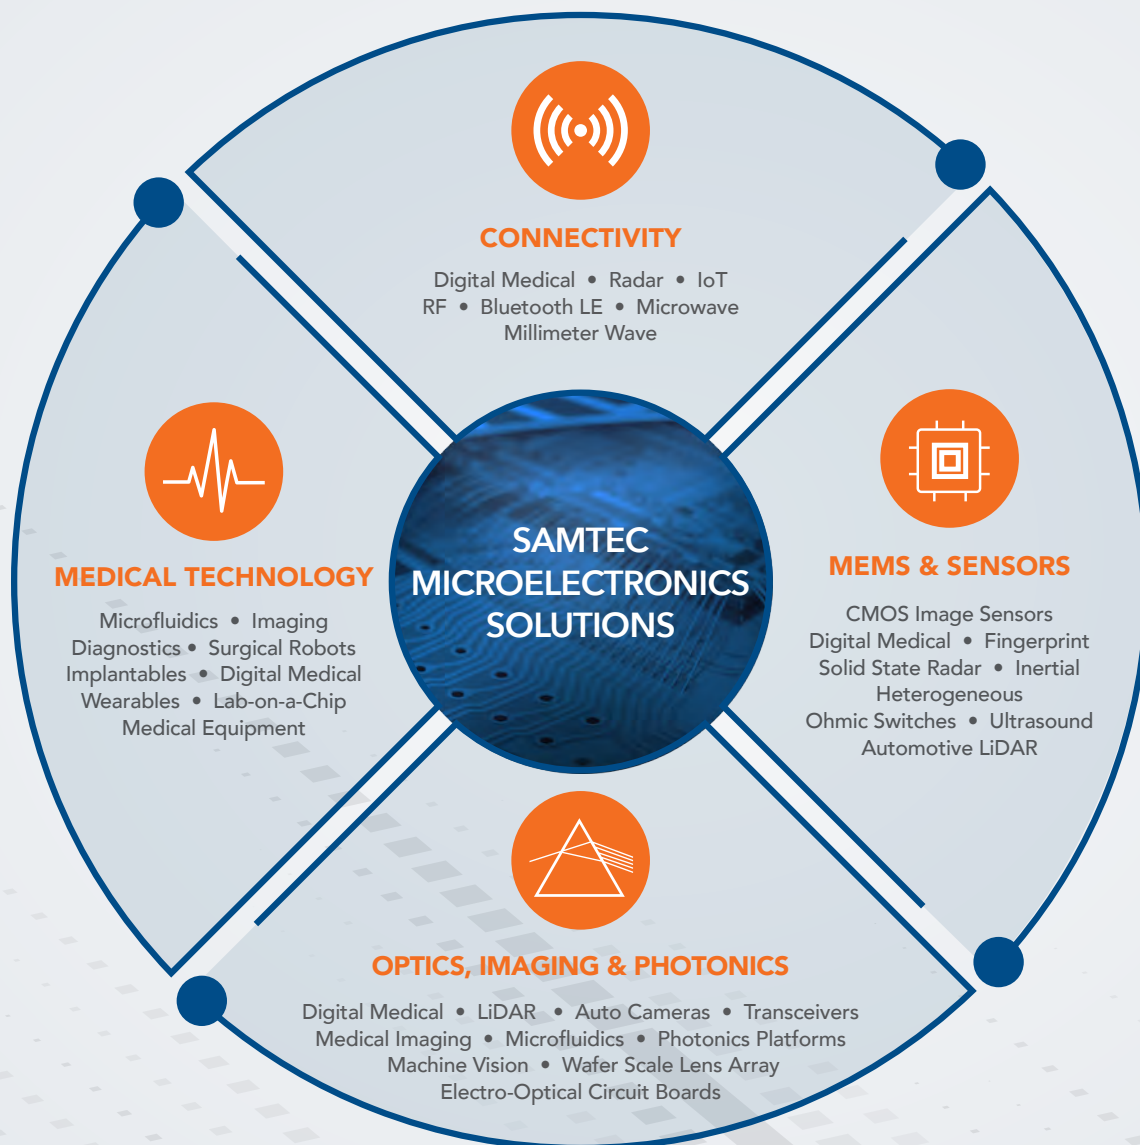 CONNECTIVITY
Digital Medical • Radar • IoT
RF • Bluetooth LE • Microwave
Millimeter Wave
MEDICAL TECHNOLOGY
Microfluidics • Imaging
Diagnostics • Surgical Robots
Implantables • Digital Medical
Wearables • Lab-on-a-Chip
Medical Equipment
SAMTEC
MICROELECTRONICS
SOLUTIONS
MEMS & SENSORS
CMOS Image Sensors
Digital Medical • Fingerprint
Solid State Radar • Inertial
Heterogeneous
Ohmic Switches • Ultrasound
Automotive LiDAR
OPTICS, IMAGING & PHOTONICS
Digital Medical • LiDAR • Auto Cameras • Transceivers
Medical Imaging • Microfluidics • Photonics Platforms
Machine Vision • Wafer Scale Lens Array
Electro-Optical Circuit Boards